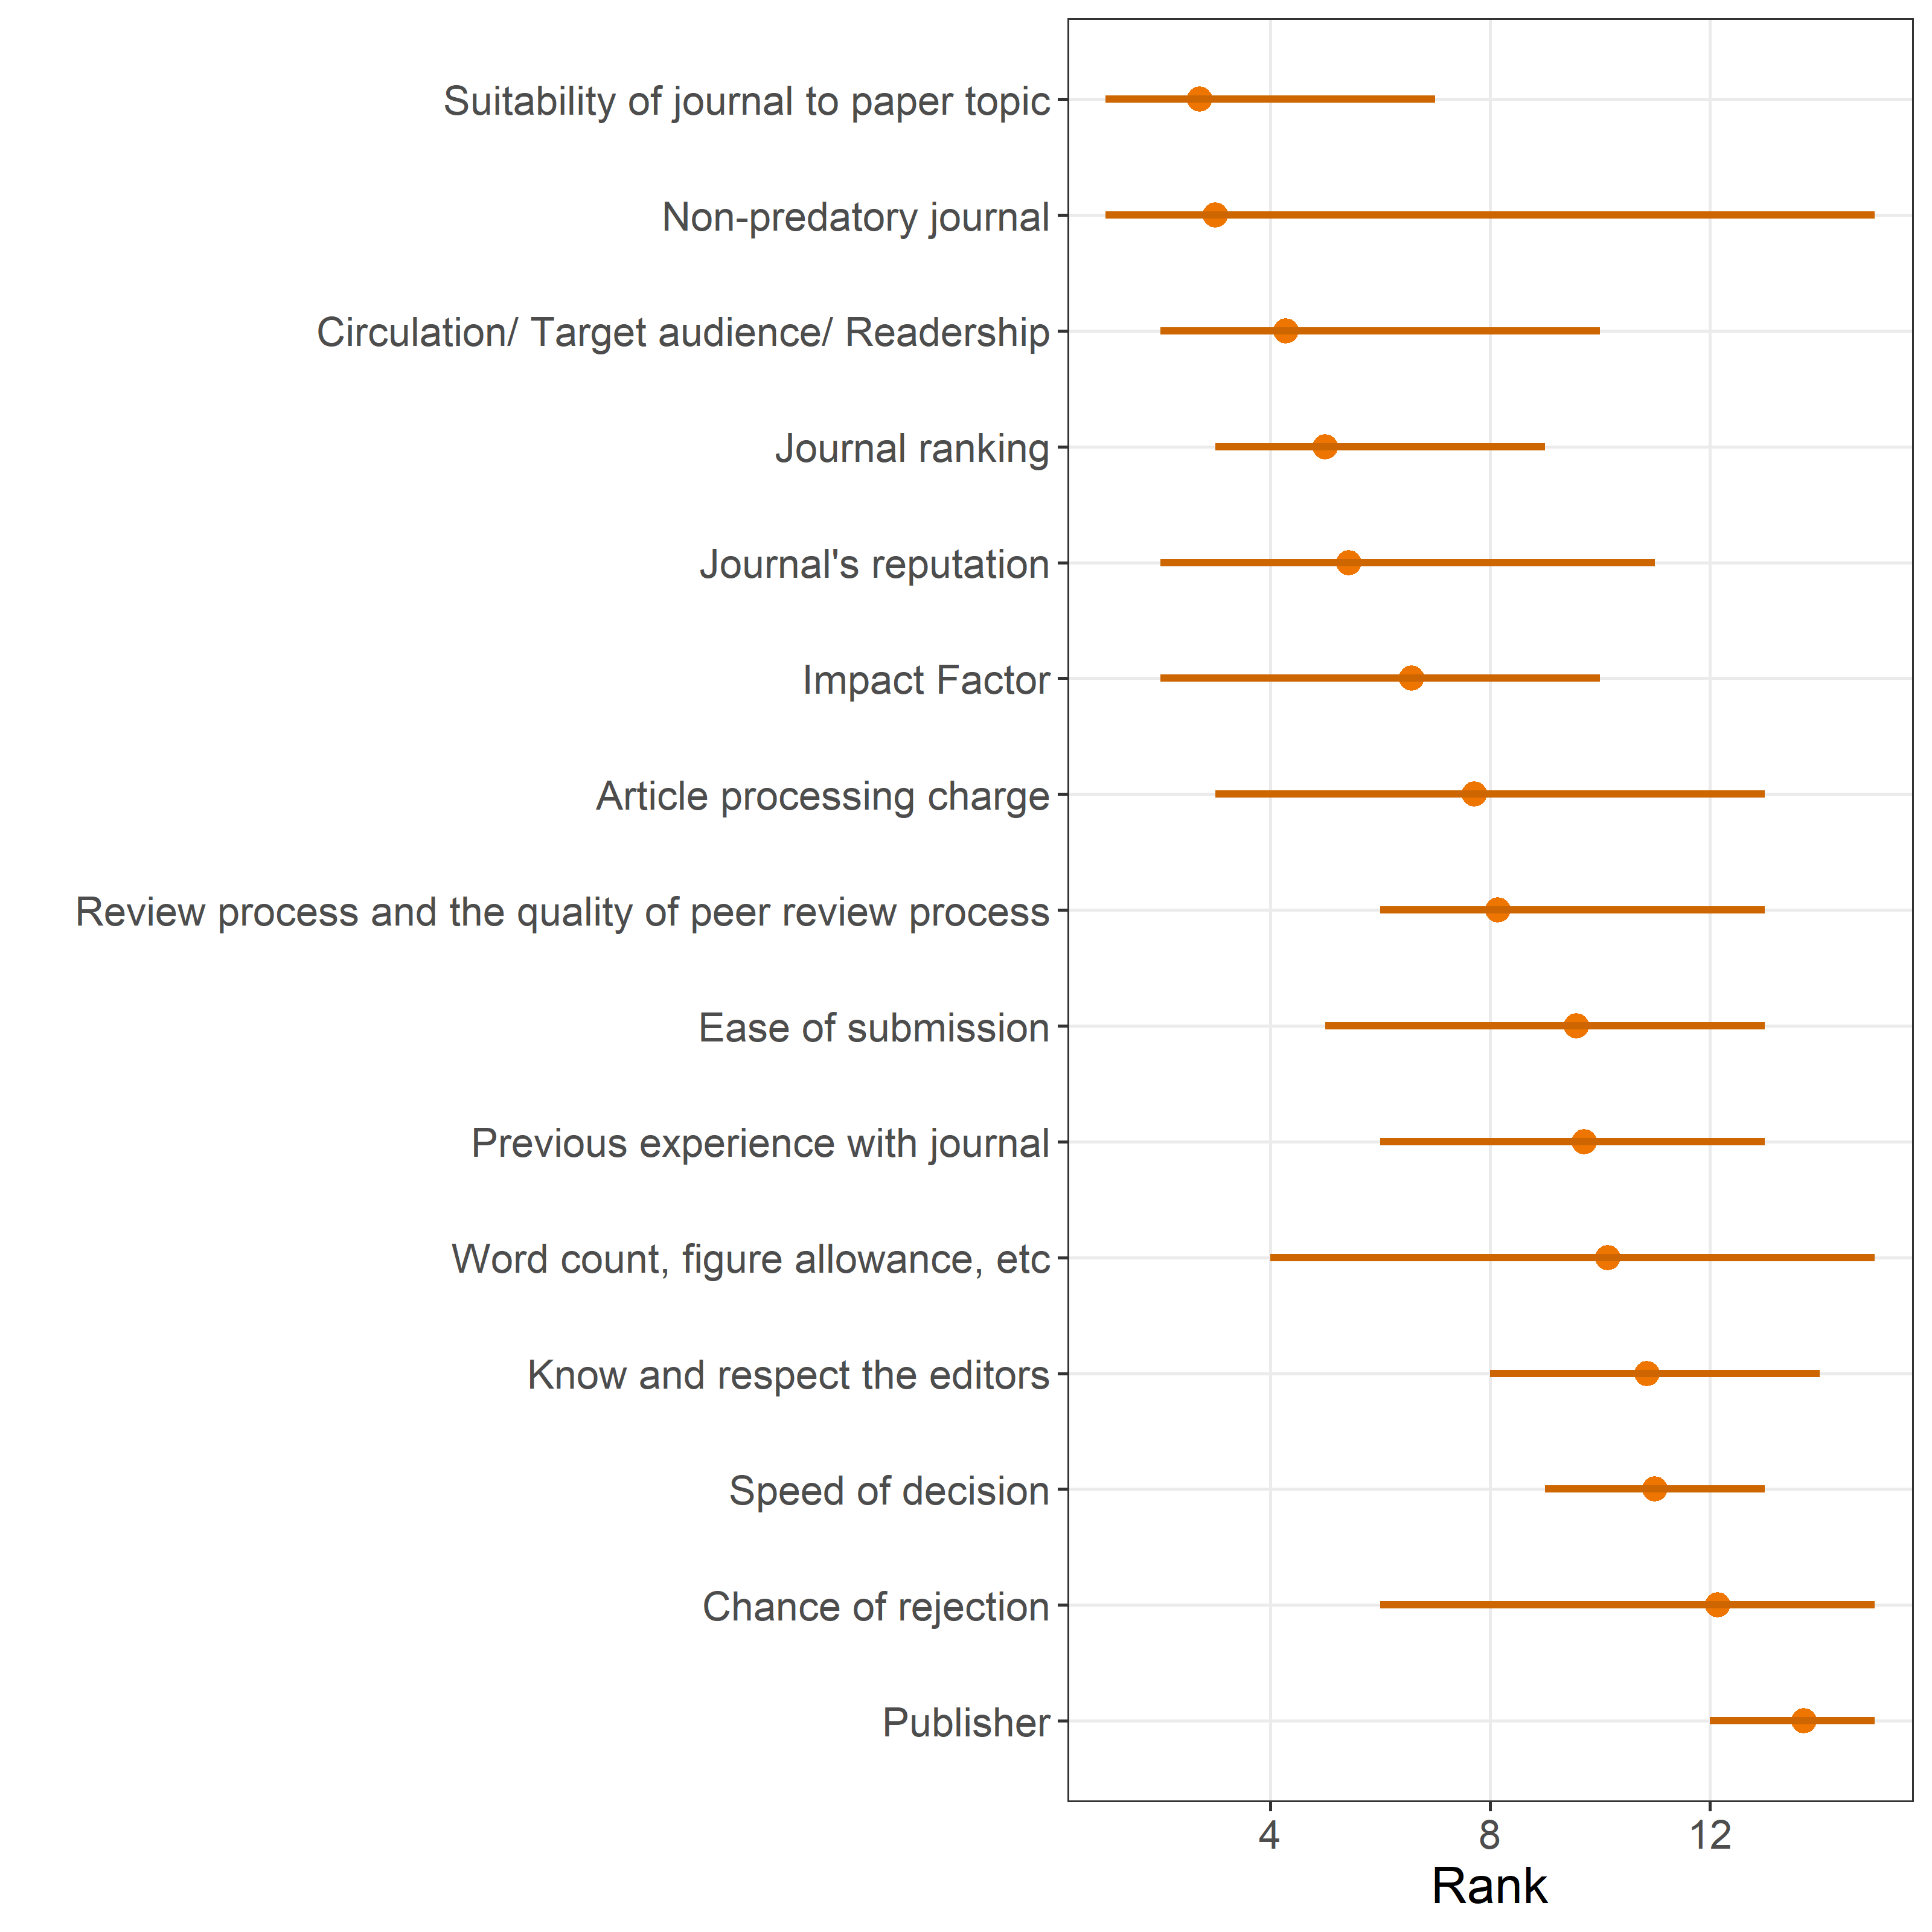 Suitability of journal to paper topic
Non-predatory journal
Circulation/ Target audience/ Readership
Journal ranking
Journal's reputation
Impact Factor
Article processing charge
Review process and the quality of peer review process
Ease of submission
Previous experience with journal
Word count, figure allowance, etc
Know and respect the editors
Speed of decision
Chance of rejection
Publisher
4 8 12
Rank